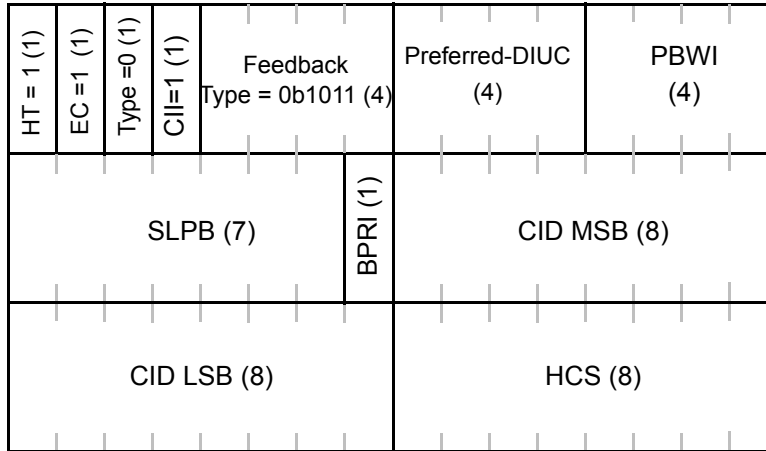 HT = 1 (1)
EC =1 (1)
Type =0 (1)
CII=1 (1)
Feedback
Type = 0b1011 (4)
Preferred-DIUC
(4)
PBWI
(4)
SLPB (7)
BPRI (1)
CID MSB (8)
CID LSB (8)
HCS (8)